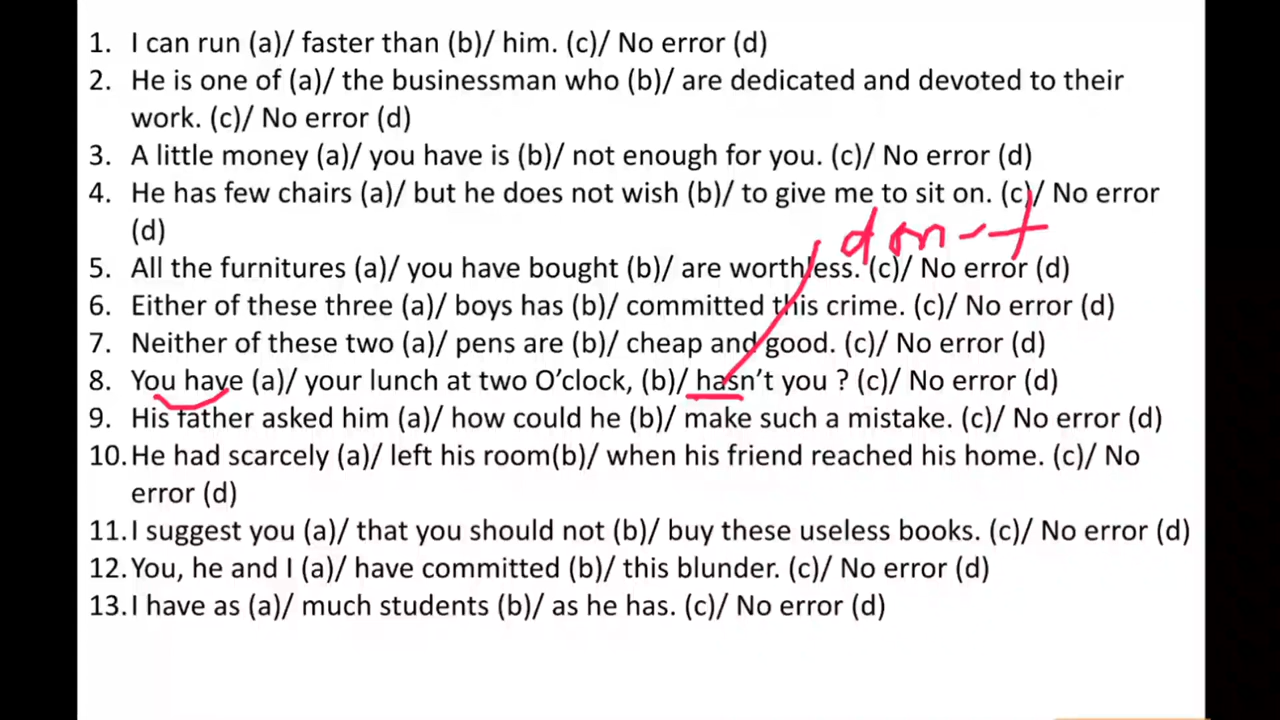 1. I can run (a)/ faster than (b)/ him. (c)/ No error (d)
2. He is one of (a)/ the businessman who (b)/ are dedicated and devoted to their
work. (c)/ No error (d)
3. A little money (a)/ you have is (b)/ not enough for you. (c)/ No error (d)
4. He has few chairs (a)/ but he does not wish (b)/ to give me to sit on. (c)/ No error
(d)
don-t
5. All the furnitures (a)/ you have bought (b)/ are worthless. (c)/ No error (d)
6. Either of these three (a)/ boys has (b)/ committed this crime. (c)/ No error (d)
7. Neither of these two (a)/ pens are (b)/ cheap and good. (c)/ No error (d)
8. You have (a)/ your lunch at two O’clock, (b)/ hasn’t you ? (c)/ No error (d)
9. His father asked him (a)/ how could he (b)/ make such a mistake. (c)/ No error (d)
10. He had scarcely (a)/ left his room(b)/ when his friend reached his home. (c)/ No
error (d)
11. I suggest you (a)/ that you should not (b)/ buy these useless books. (c)/ No error (d)
12. You, he and I (a)/ have committed (b)/ this blunder. (c)/ No error (d)
13. I have as (a)/ much students (b)/ as he has. (c)/ No error (d)